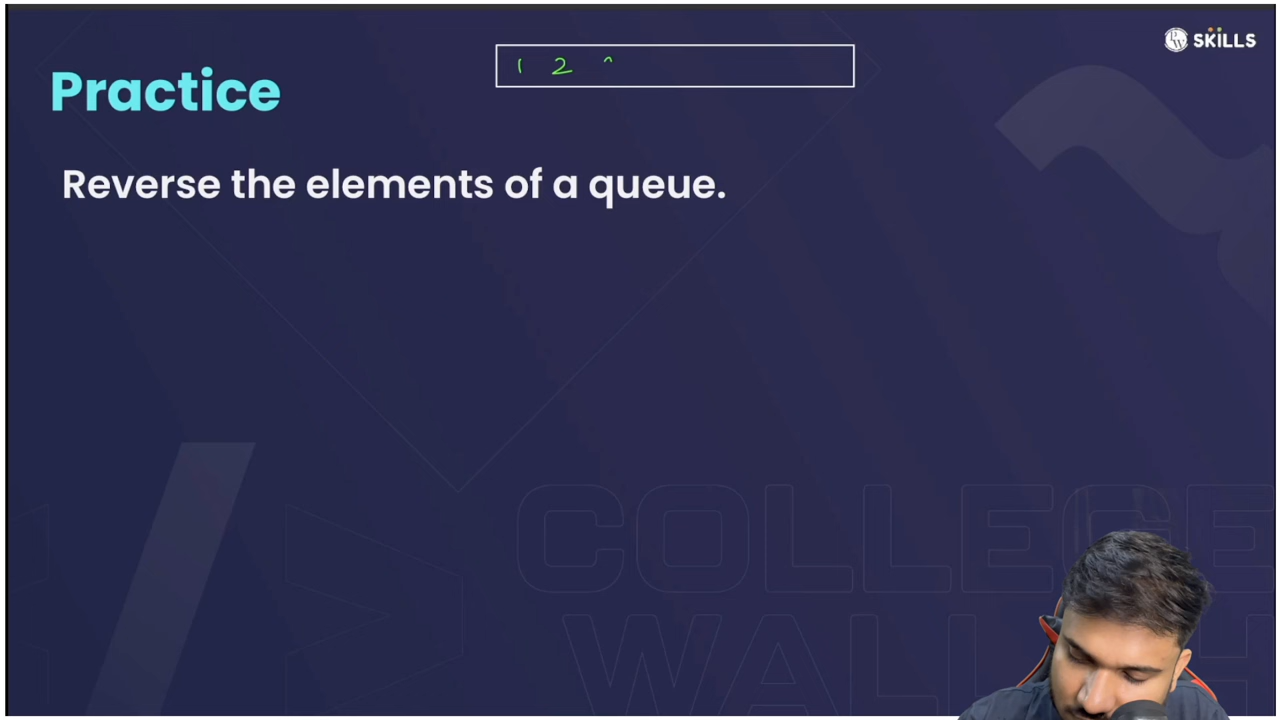 SKILLS
1 2
Practice
Reverse the elements of a queue.
COLLEGE
WALLAH